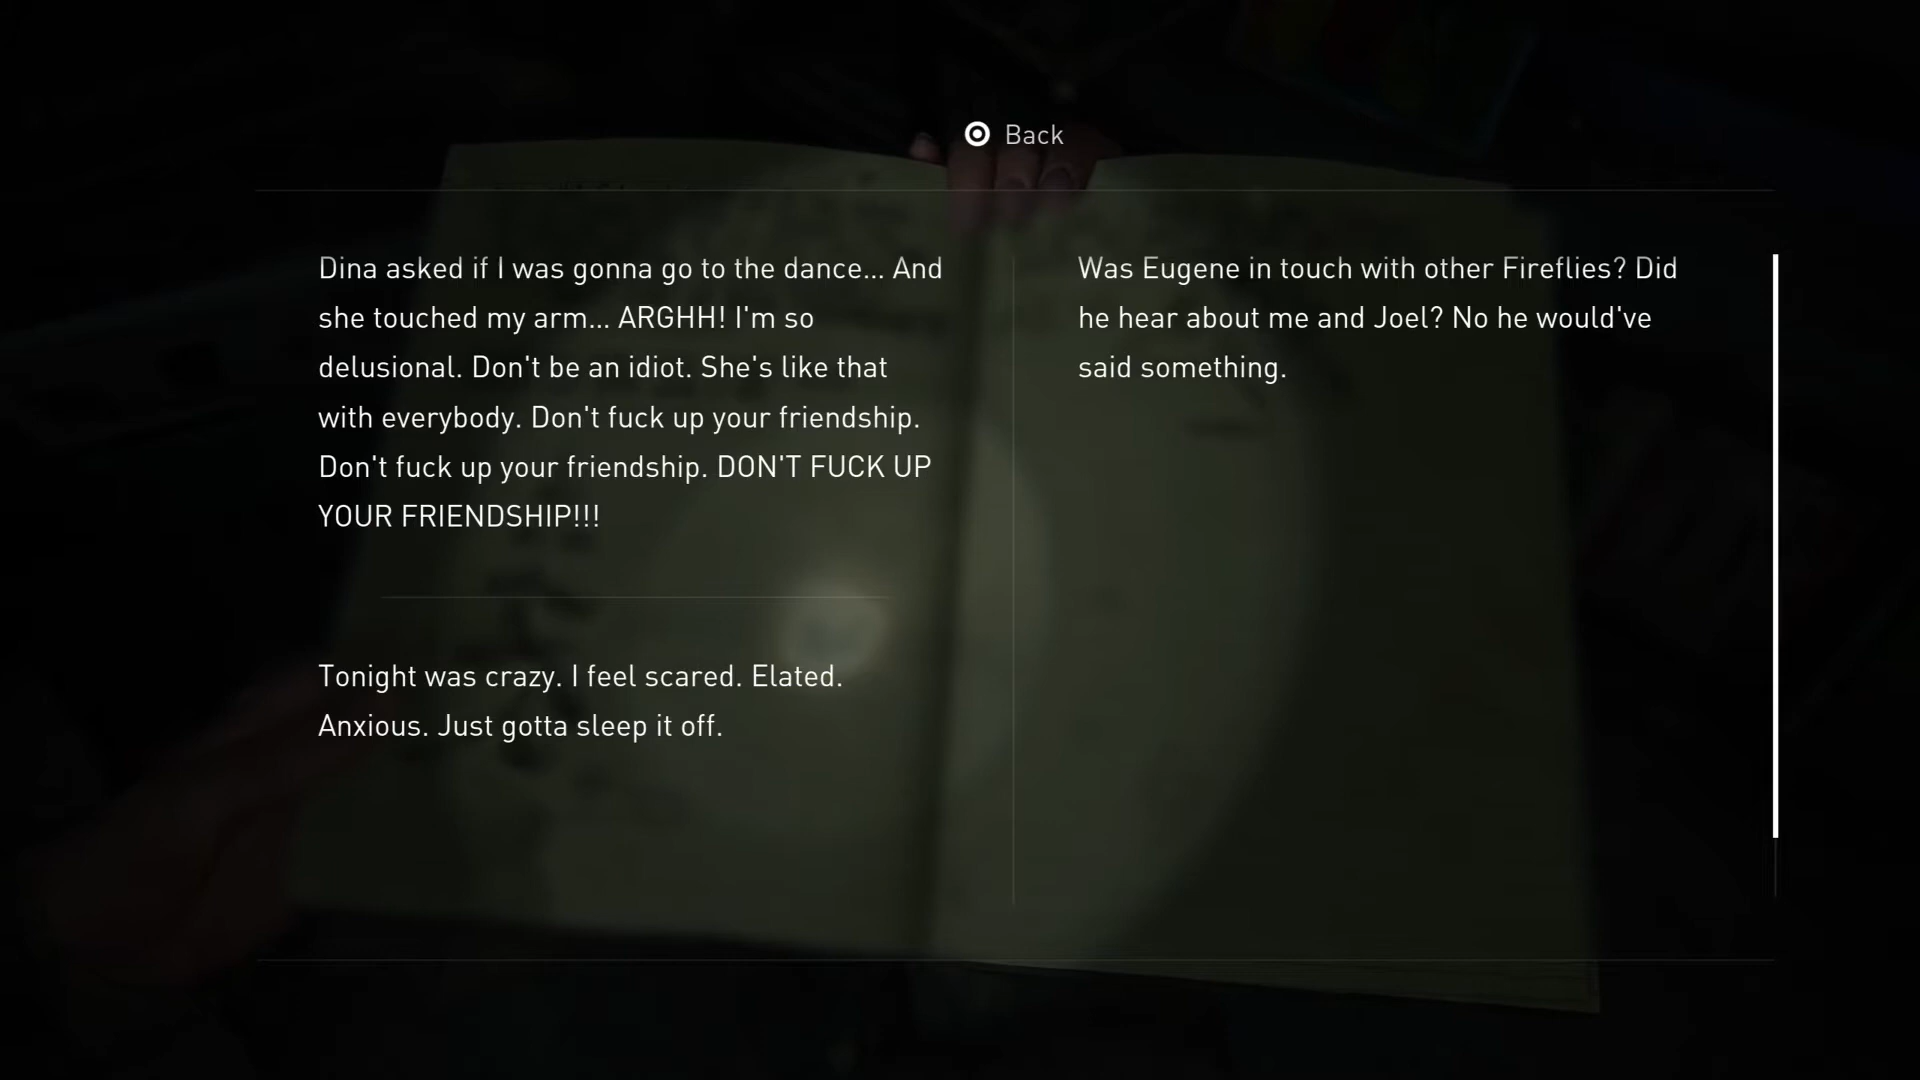 Back
Dina asked if I was gonna go to the dance... And
she touched my arm... ARGHH! I'm so
delusional. Don't be an idiot. She's like that
with everybody. Don't fuck up your friendship.
Don't fuck up your friendship. DON'T FUCK UP
YOUR FRIENDSHIP!!!
Tonight was crazy. I feel scared. Elated.
Anxious. Just gotta sleep it off.
Was Eugene in touch with other Fireflies? Did
he hear about me and Joel? No he would've
said something.